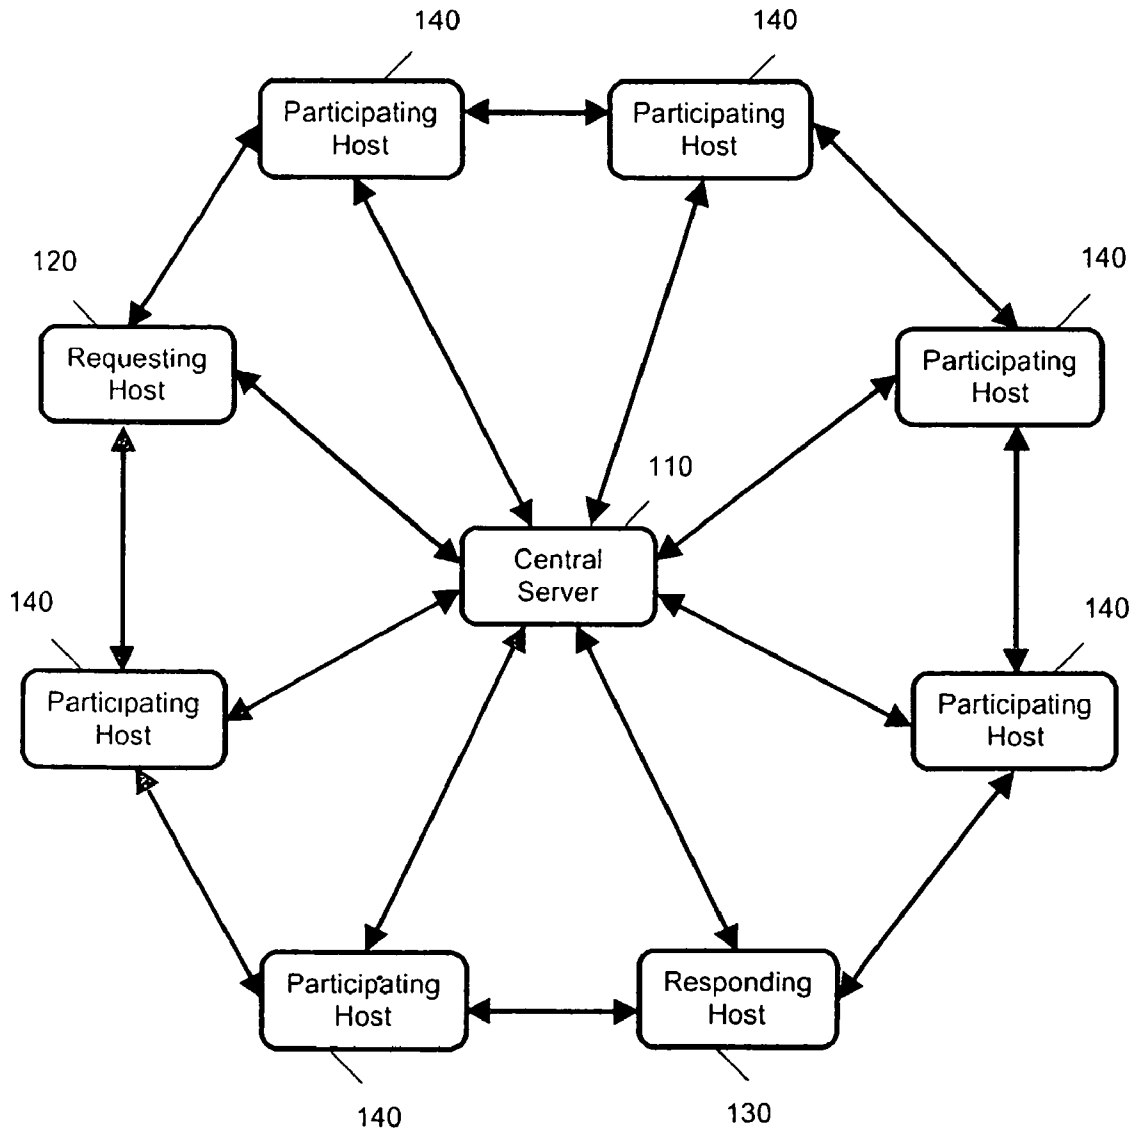 140
140
Participating
Host
Participating
Host
120
140
Requesting
Host
Participating
Host
110
Central
Server
140
140
Participating
Host
Participating
Host
Participating
Host
Responding
Host
140
130